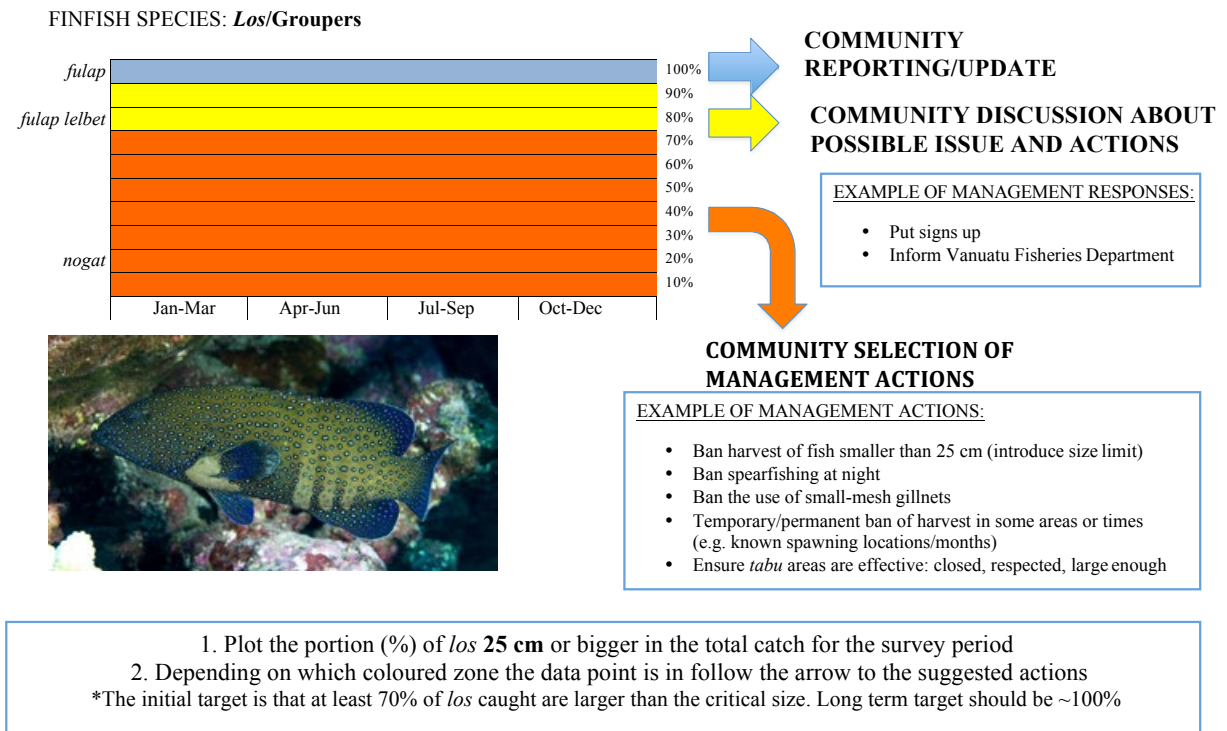 FINFISH SPECIES: Los/Groupers
fulap
fulap lelbet
nogat
100%
90%
80%
70%
60%
50%
40%
30%
20%
10%
Jan-Mar Apr-Jun Jul-Sep Oct-Dec
COMMUNITY
REPORTING/UPDATE
COMMUNITY DISCUSSION ABOUT
POSSIBLE ISSUE AND ACTIONS
EXAMPLE OF MANAGEMENT RESPONSES:
• Put signs up
• Inform Vanuatu Fisheries Department
COMMUNITY SELECTION OF
MANAGEMENT ACTIONS
EXAMPLE OF MANAGEMENT ACTIONS:
• Ban harvest of fish smaller than 25 cm (introduce size limit)
• Ban spearfishing at night
• Ban the use of small-mesh gillnets
• Temporary/permanent ban of harvest in some areas or times
(e.g. known spawning locations/months)
• Ensure tabu areas are effective: closed, respected, large enough
1. Plot the portion (%) of los 25 cm or bigger in the total catch for the survey period
2. Depending on which coloured zone the data point is in follow the arrow to the suggested actions
*The initial target is that at least 70% of los caught are larger than the critical size. Long term target should be ~100%